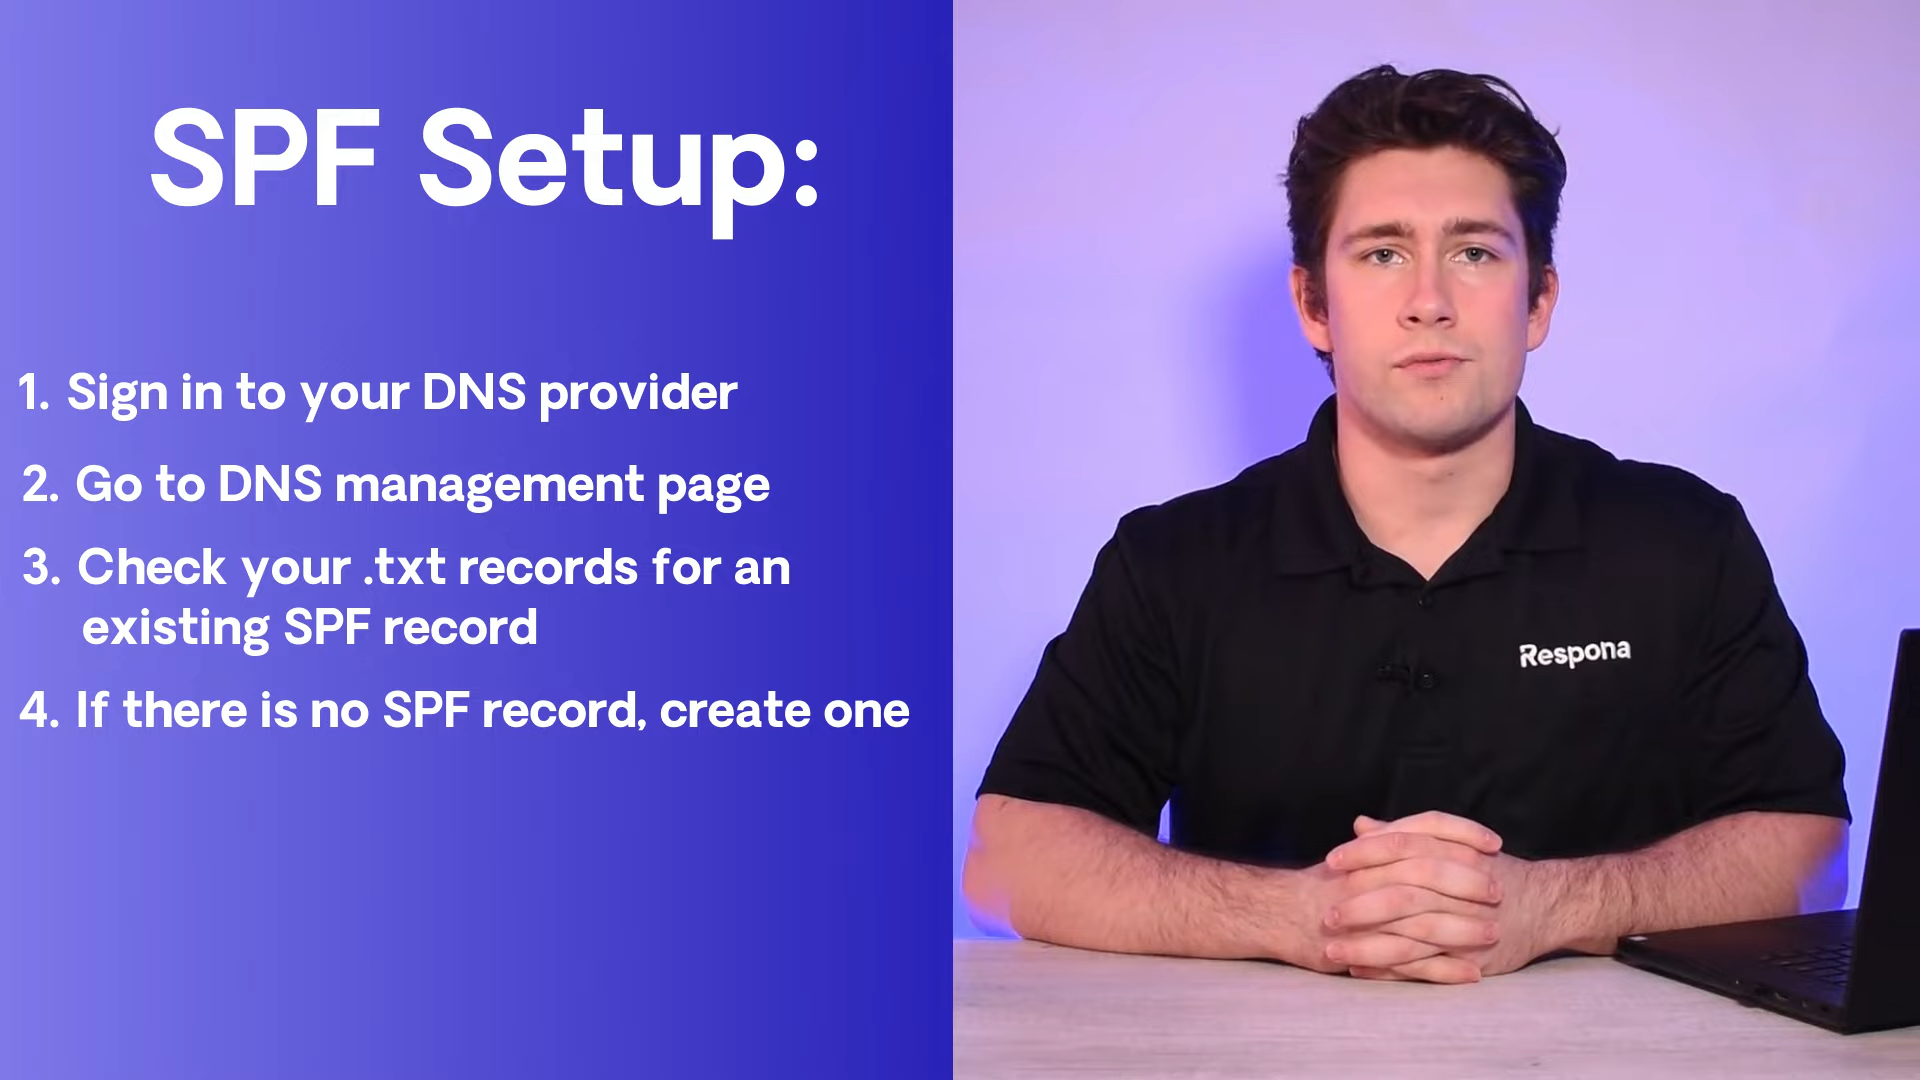 SPF Setup:
1. Sign in to your DNS provider
2. Go to DNS management page
3. Check your .txt records for an
existing SPF record
4. If there is no SPF record, create one
Respona